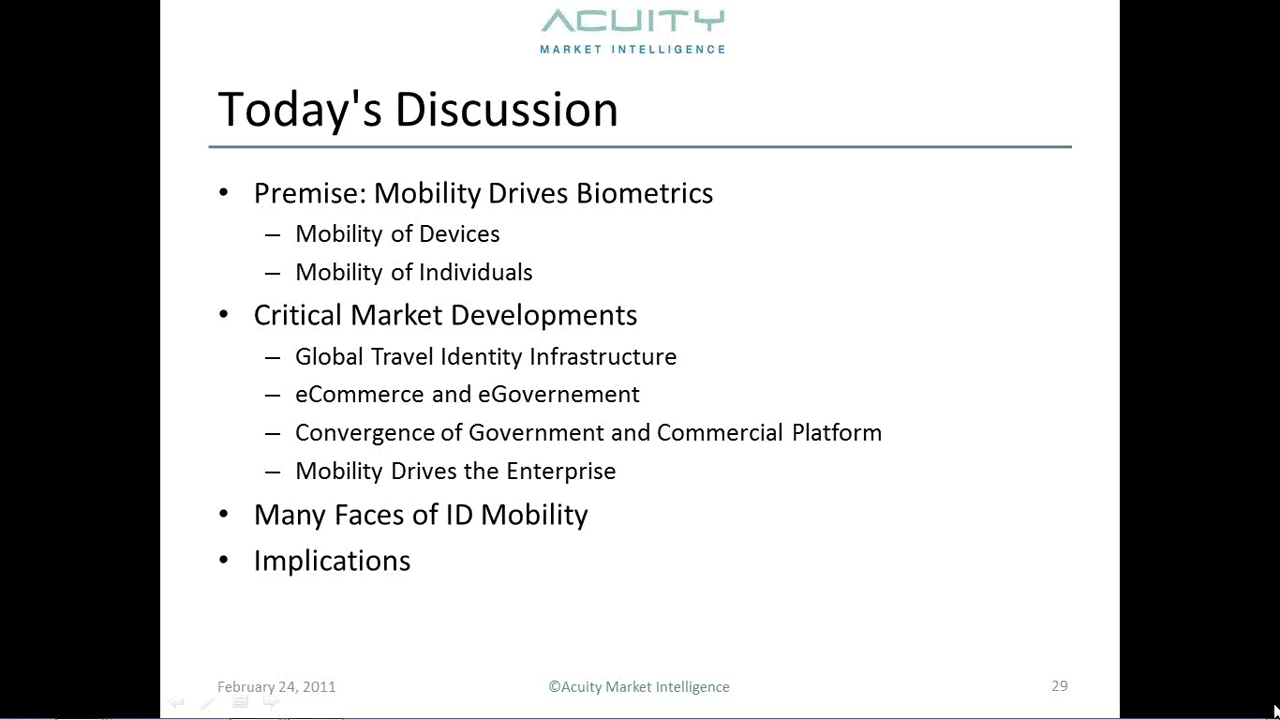 ACUITY
MARKET INTELLIGENCE
Today's Discussion
• Premise: Mobility Drives Biometrics
– Mobility of Devices
– Mobility of Individuals
• Critical Market Developments
– Global Travel Identity Infrastructure
– eCommerce and eGovernement
– Convergence of Government and Commercial Platform
– Mobility Drives the Enterprise
• Many Faces of ID Mobility
• Implications
February 24, 2011 ©Acuity Market Intelligence 29